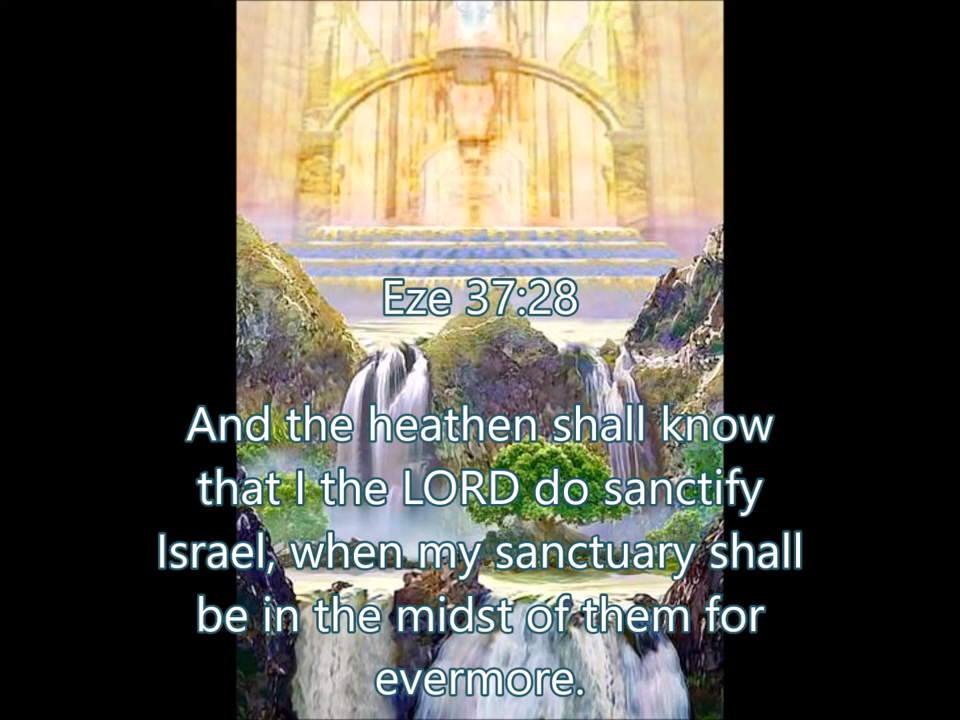 Eze 37:28
And the heathen shall know
that I the LORD do sanctify
Israel, when my sanctuary shall
be in the midst of them for
evermore.